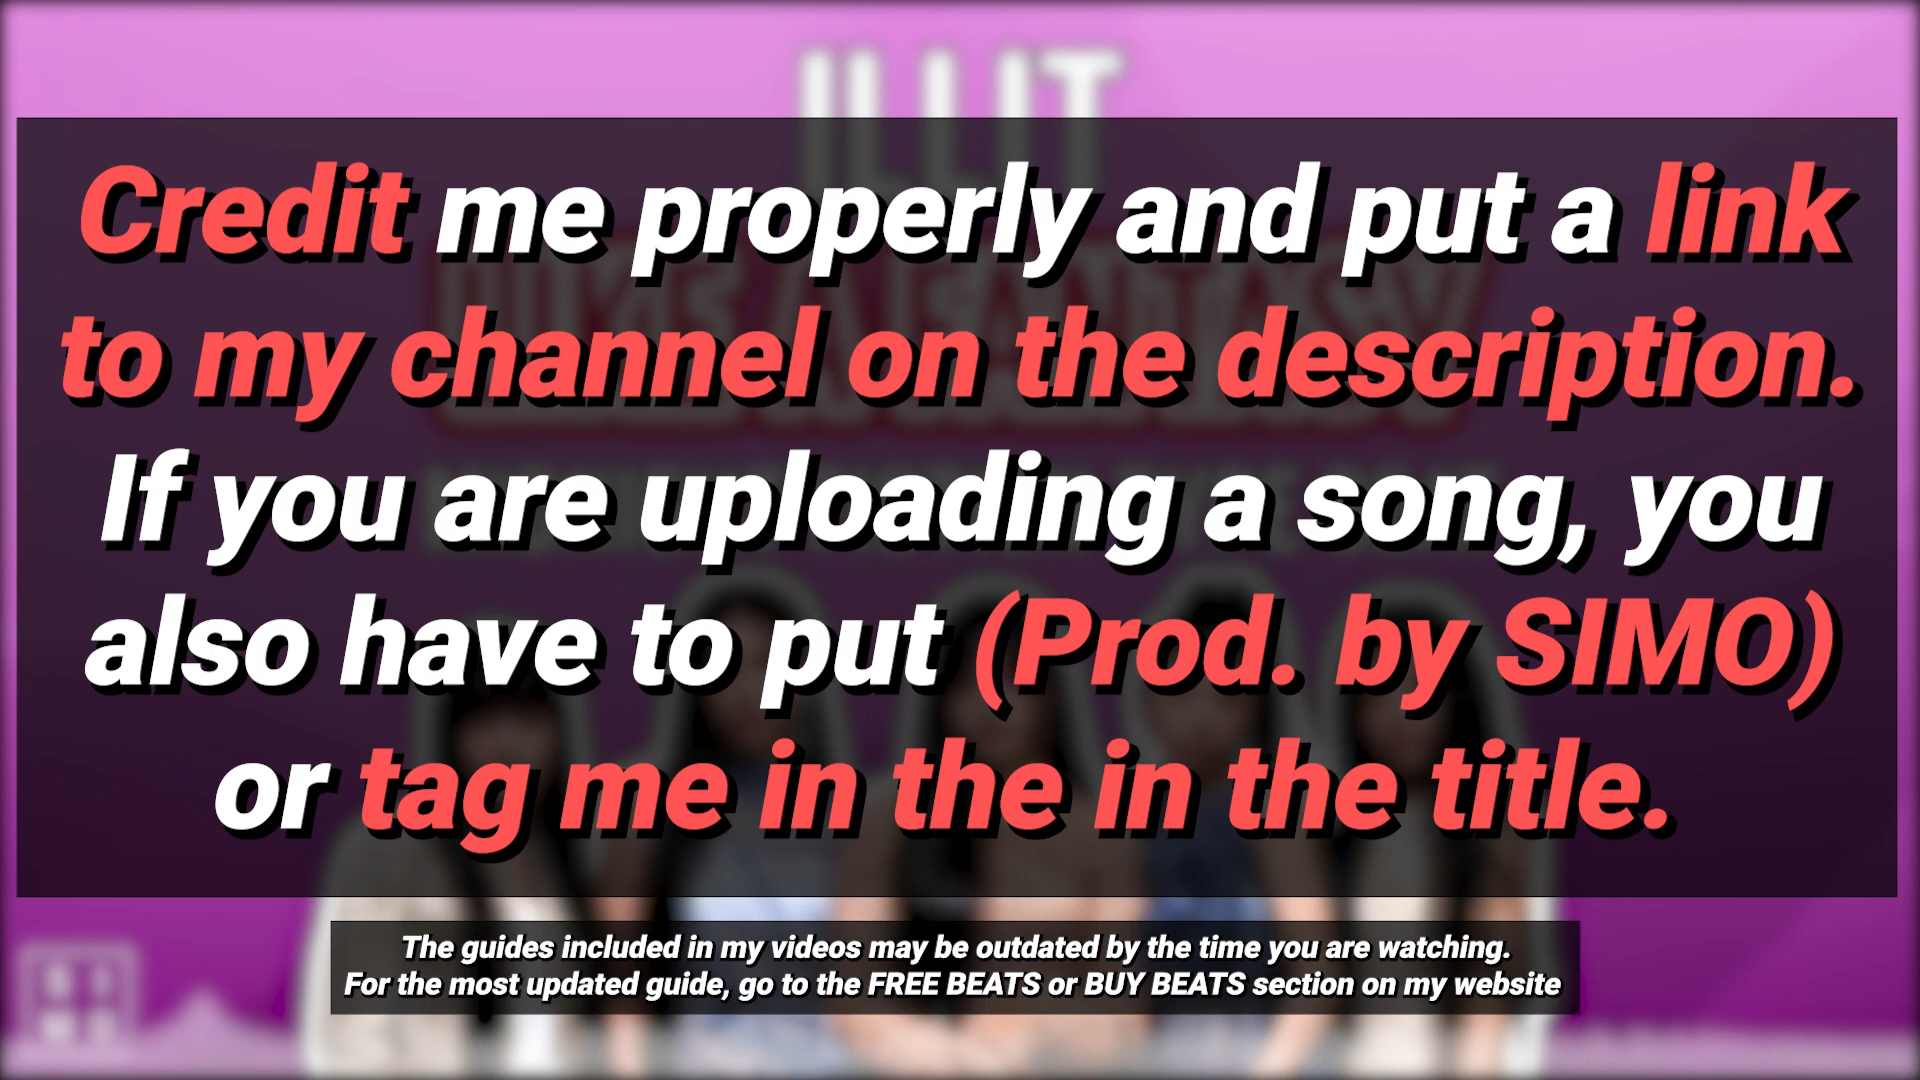 ILLIT
Credit me properly and put a link
to my channel on the description.
If you are uploading a song, you
also have to put (Prod. by SIMO)
or tag me in the in the title.
The guides included in my videos may be outdated by the time you are watching.
For the most updated guide, go to the FREE BEATS or BUY BEATS section on my website